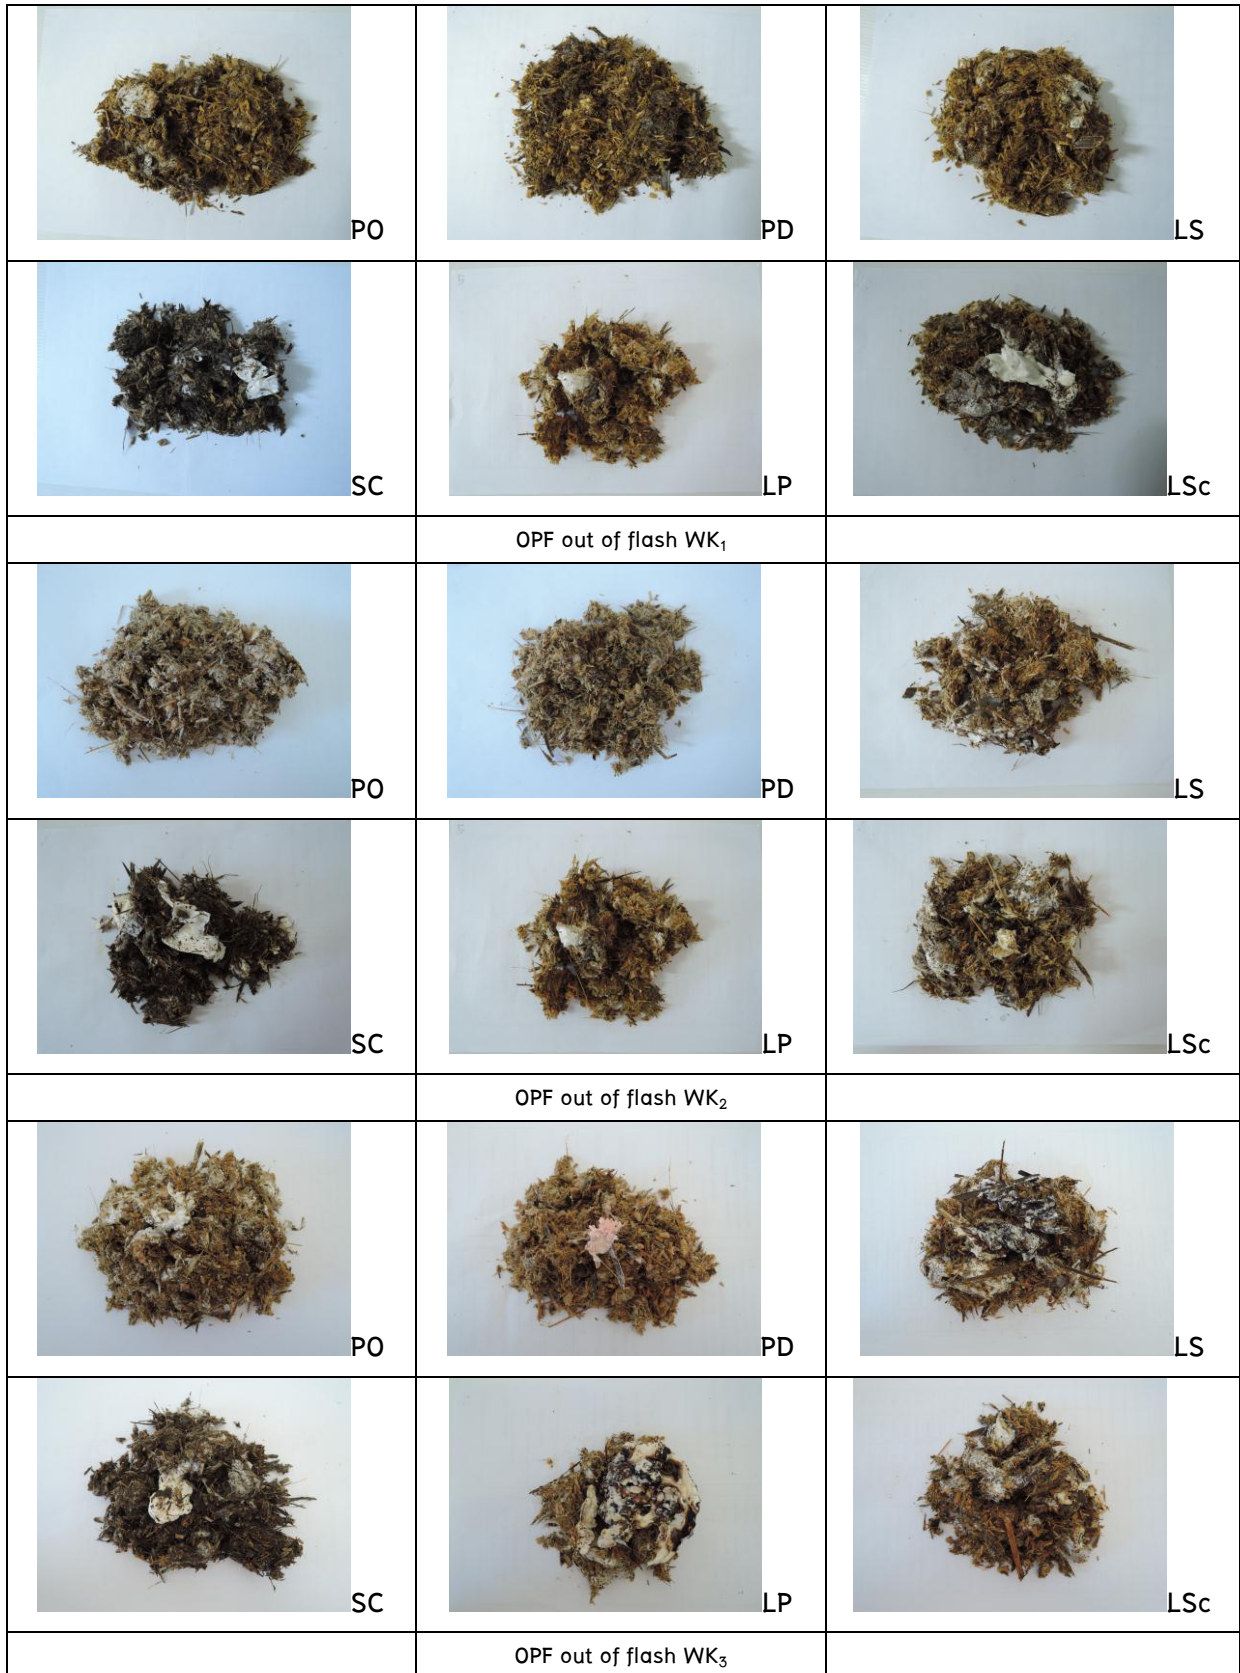 PO
PD
LS
SC
LP
LSc
OPF out of flash WK₁
PO
PD
LS
SC
LP
LSc
OPF out of flash WK₂
PO
PD
LS
SC
LP
LSc
OPF out of flash WK₃